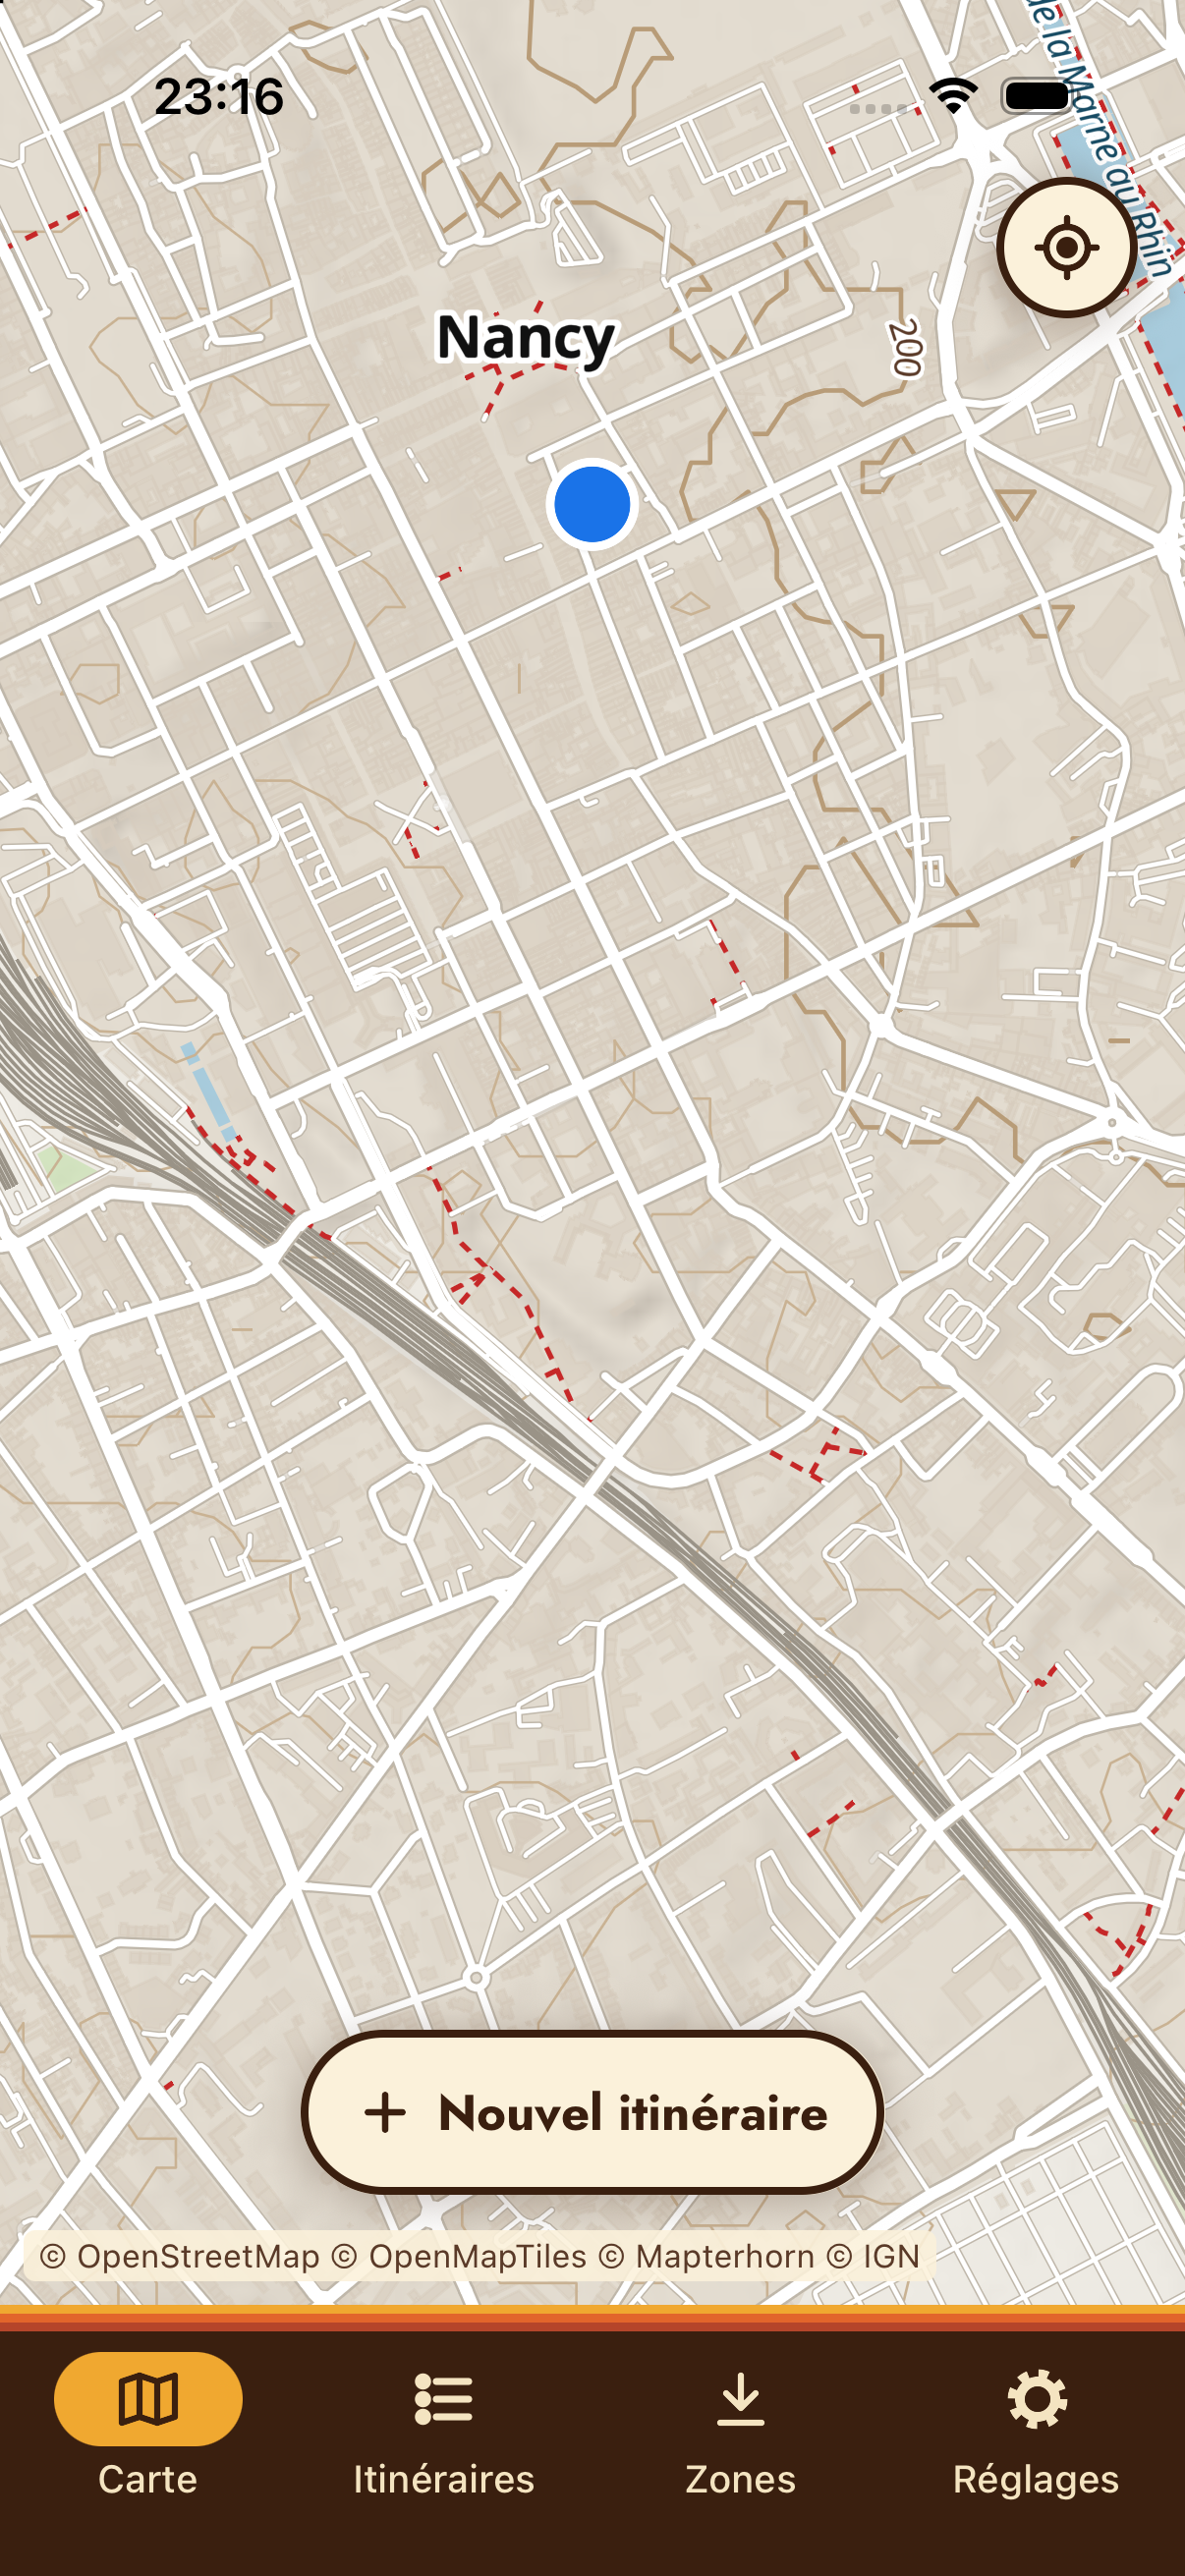 23:16
de la Marne au Rhin
Nancy
200
Nouvel itinéraire
© OpenStreetMap © OpenMapTiles © Mapterhorn © IGN
Carte
Itinéraires
Zones
Réglages